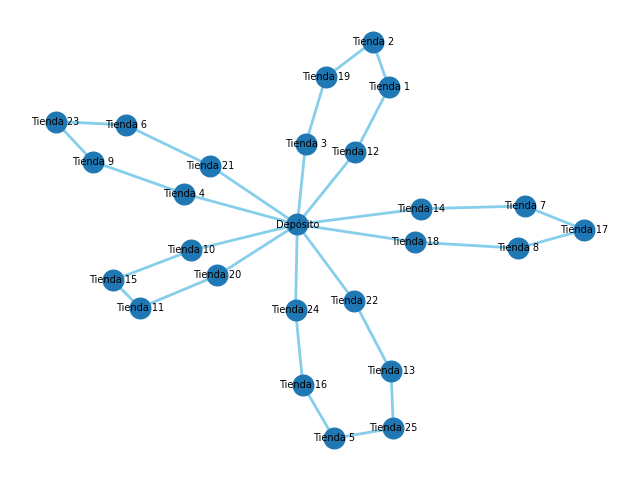 Tienda 2
Tienda 19
Tienda 1
Tienda 23
Tienda 6
Tienda 3
Tienda 12
Tienda 9
Tienda 21
Tienda 4
Tienda 14
Tienda 7
Depósito
Tienda 17
Tienda 18
Tienda 8
Tienda 10
Tienda 20
Tienda 15
Tienda 11
Tienda 22
Tienda 24
Tienda 13
Tienda 16
Tienda 25
Tienda 5